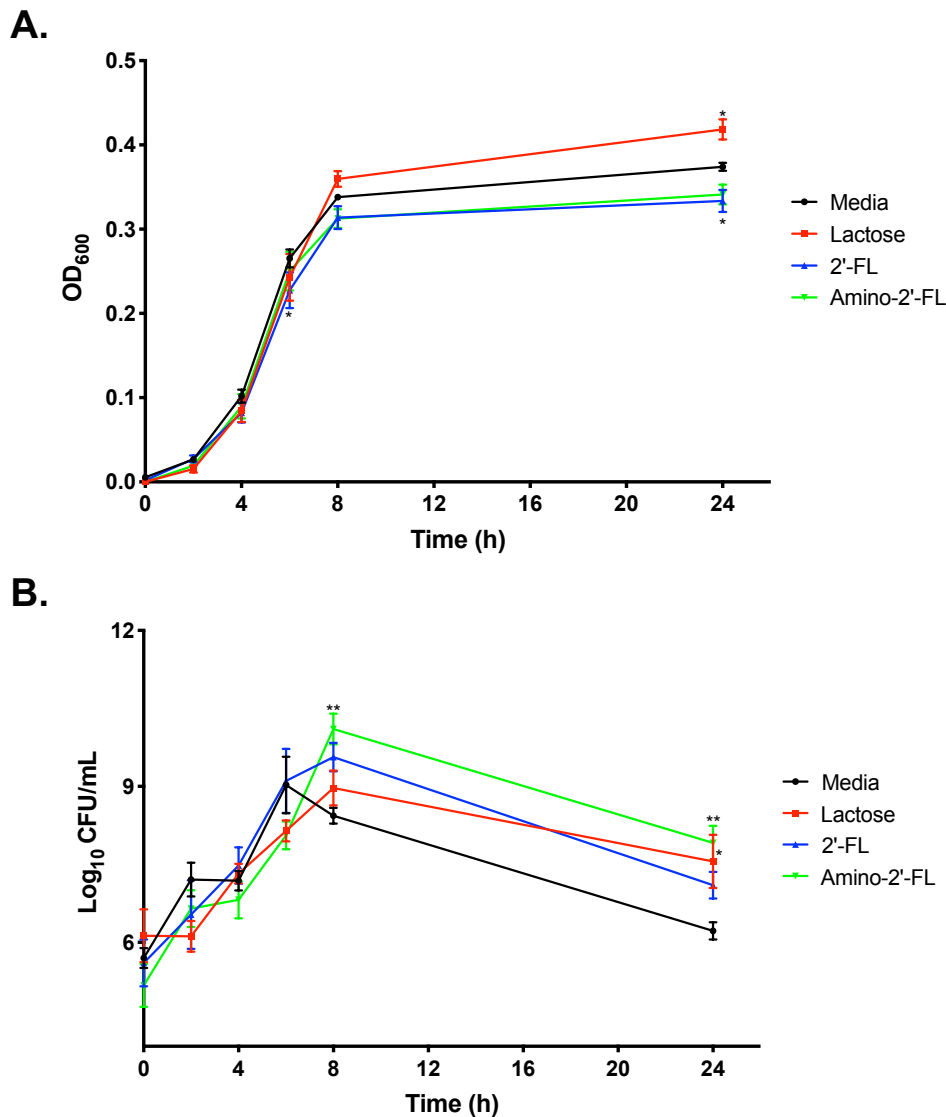 A.
0.5
0.4
0.3
0.2
0.1
0.0
OD600
0 4 8 12 16 20 24
Time (h)
* * *
Media
Lactose
2'-FL
Amino-2'-FL
B.
12
9
6
Log10 CFU/mL
0 4 8 12 16 20 24
Time (h)
** ** *
Media
Lactose
2'-FL
Amino-2'-FL